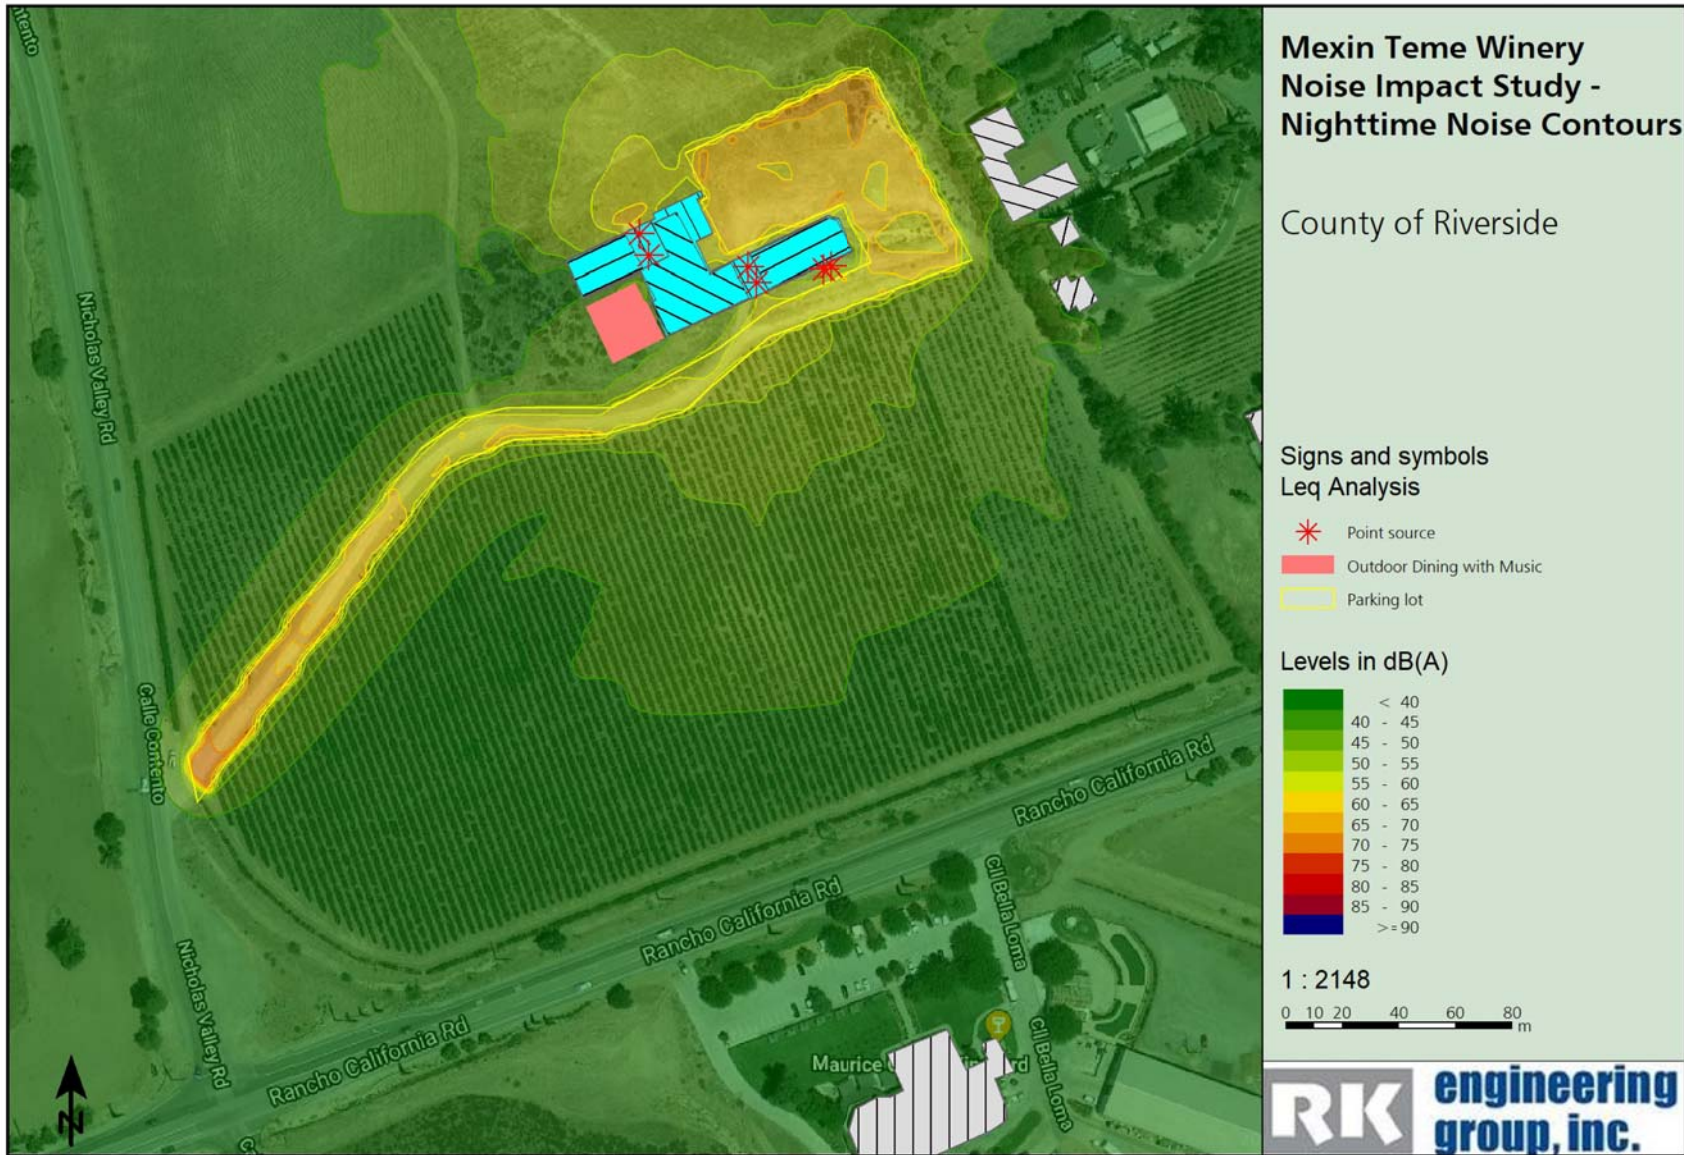 Mexin Teme Winery
Noise Impact Study -
Nighttime Noise Contours
County of Riverside
Signs and symbols
Leq Analysis
Point source
Outdoor Dining with Music
Parking lot
Levels in dB(A)
< 40
40 - 45
45 - 50
50 - 55
55 - 60
60 - 65
65 - 70
70 - 75
75 - 80
80 - 85
85 - 90
>= 90
1 : 2148
0 10 20 40 60 80
m
RK engineering
group, inc.
ntento
Nicholas Valley Rd
Calle Contento
Nicholas Valley Rd
Rancho California Rd
Rancho California Rd
Rancho California Rd
Cll Bella Loma
Cll Bella Loma
Maurice
rd
N